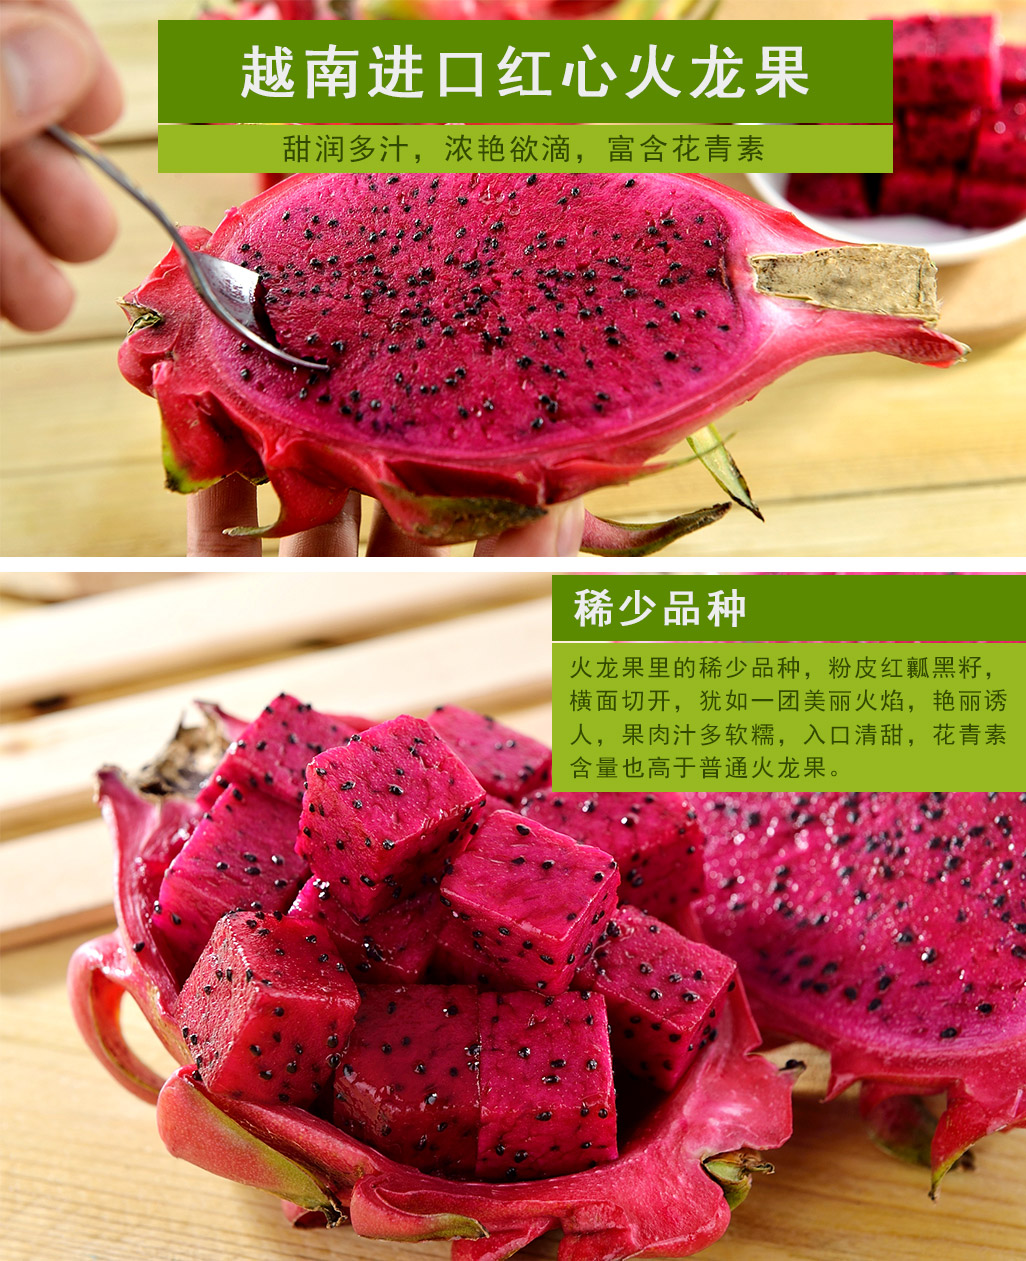 越南进口红心火龙果
甜润多汁，浓艳欲滴，富含花青素
稀少品种
火龙果里的稀少品种，粉皮红瓤黑籽，
横面切开，犹如一团美丽火焰，艳丽诱
人，果肉汁多软糯，入口清甜，花青素
含量也高于普通火龙果。